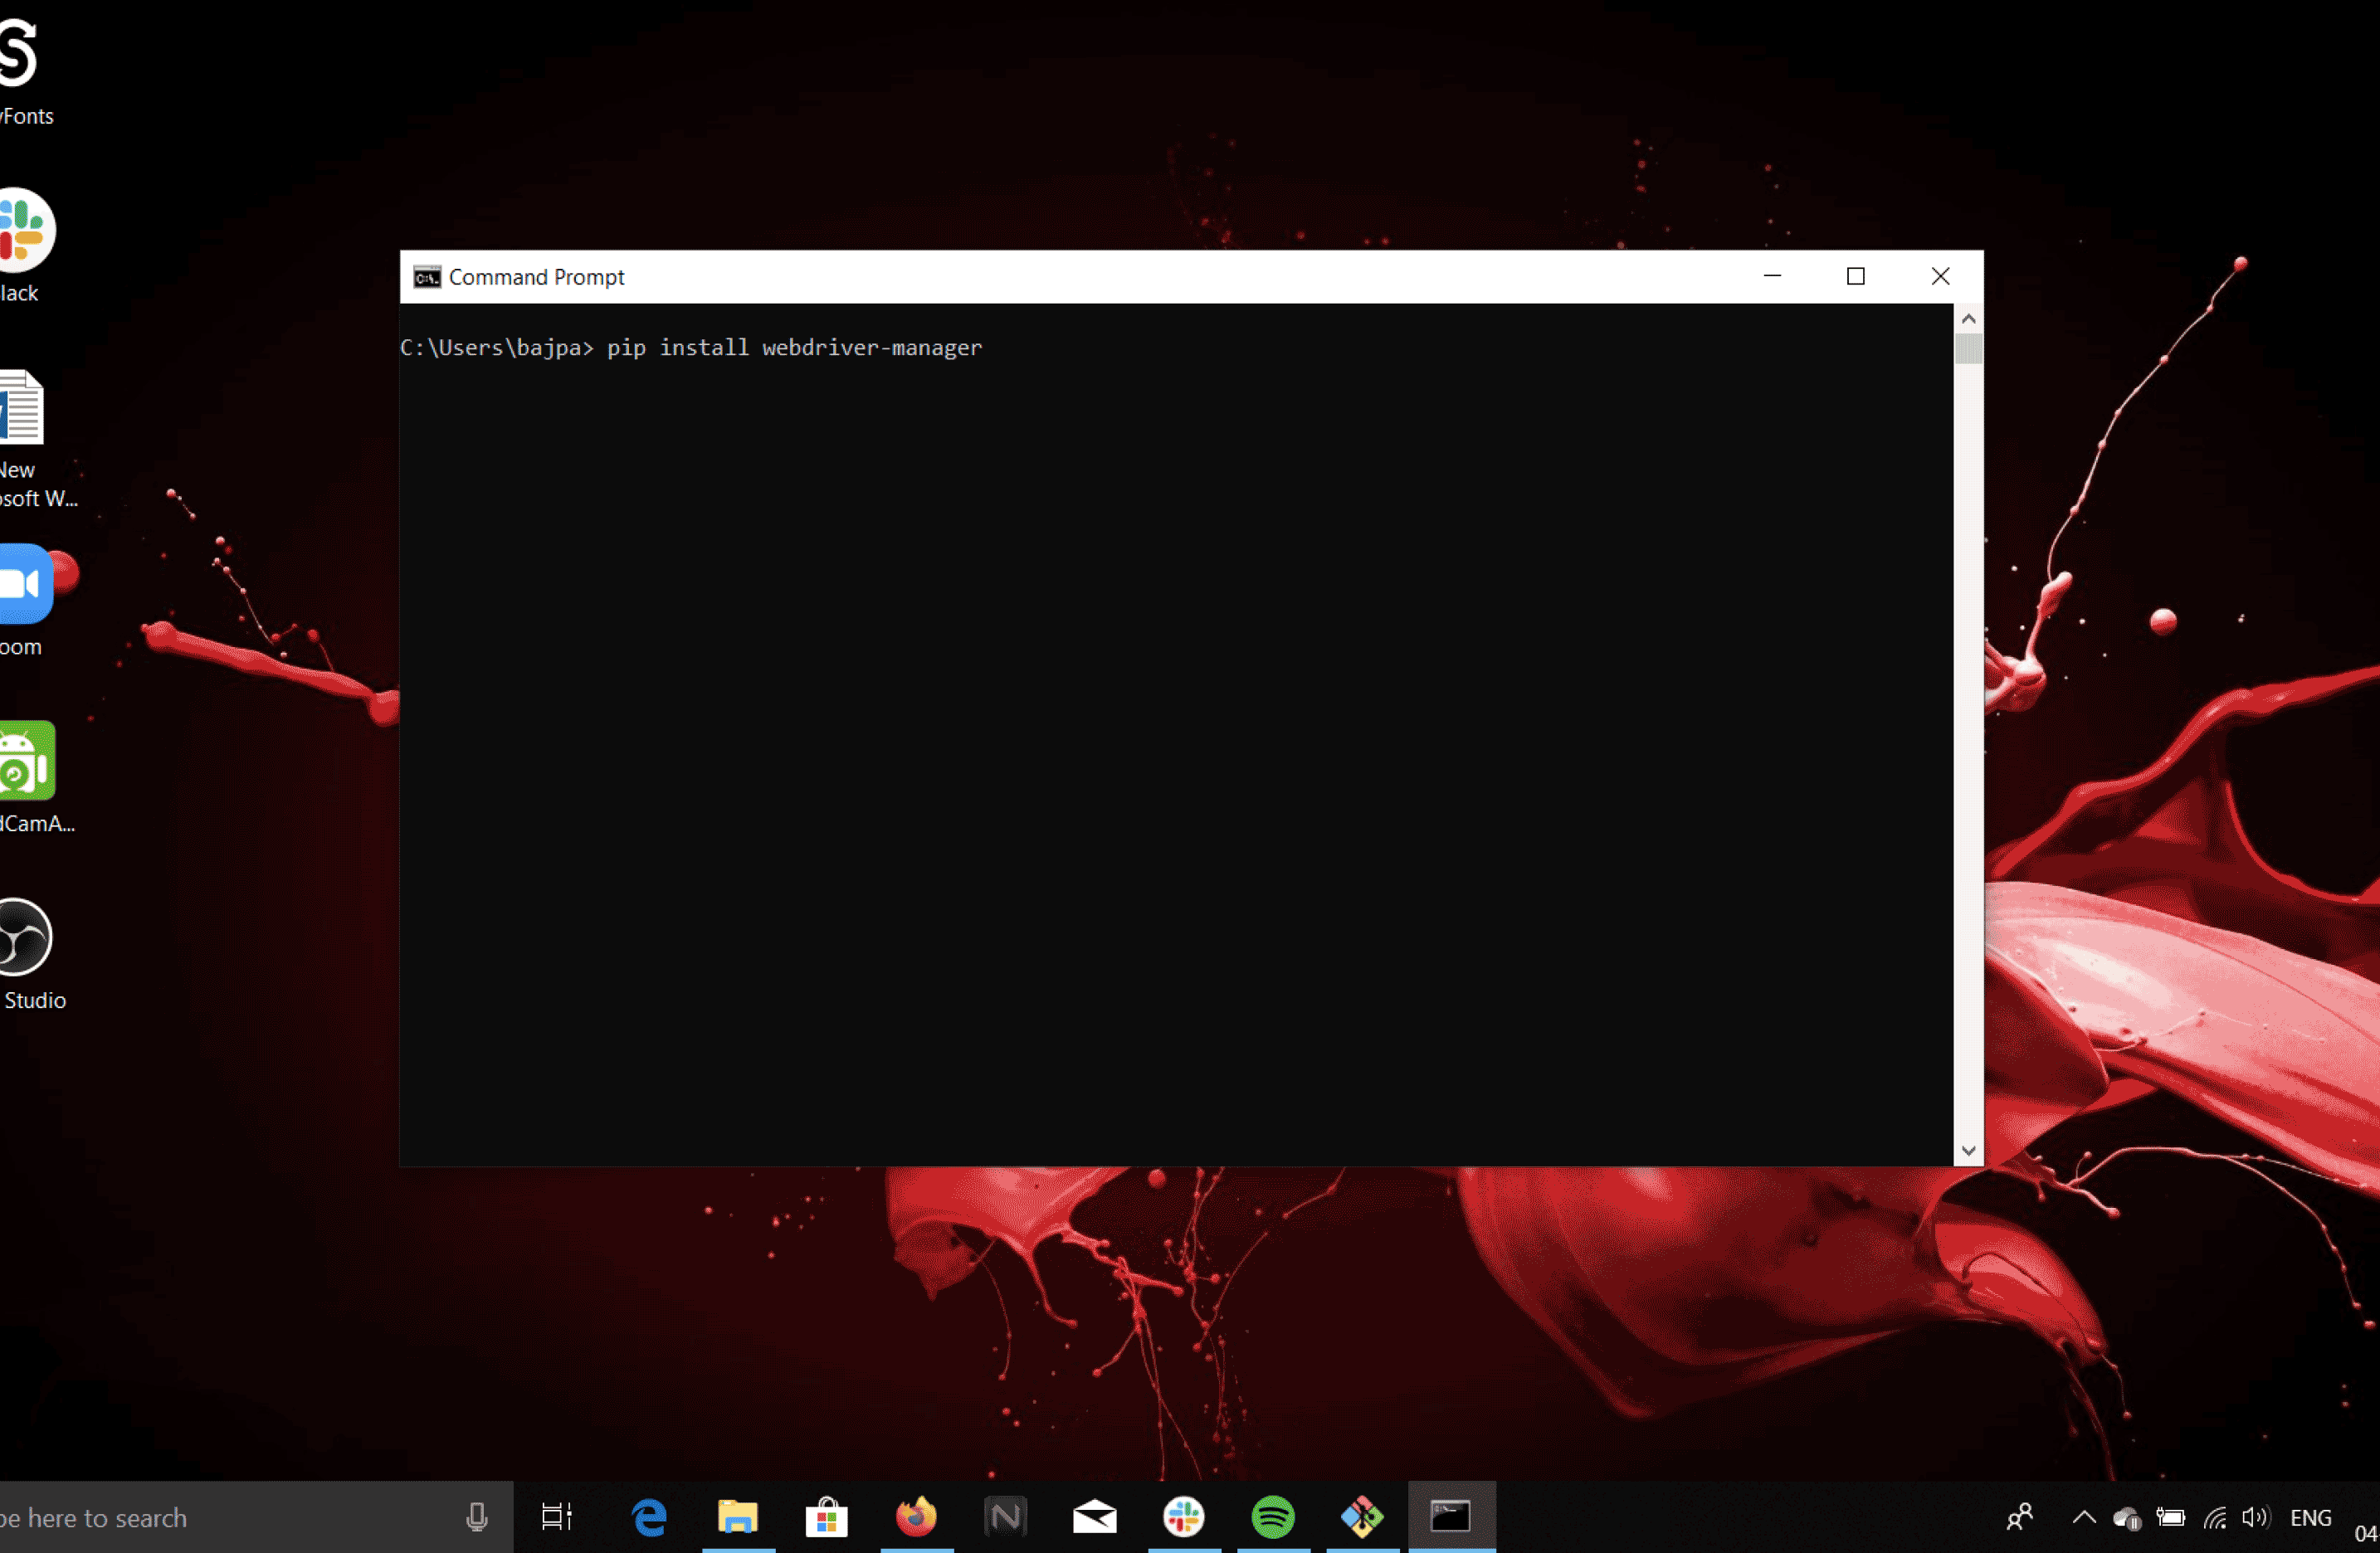 yFonts
lack
New
osoft W...
oom
dCamA...
Studio
Command Prompt
C:\Users\bajpa> pip install webdriver-manager
pe here to search
ENG
04